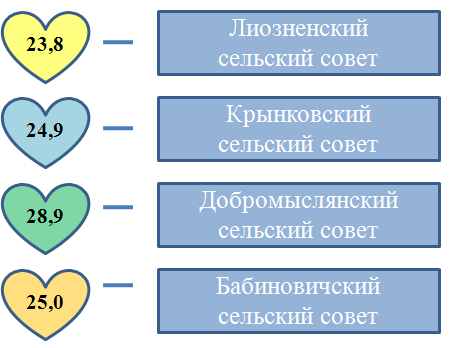 23,8 — Лиозненский
сельский совет
24,9 — Крынковский
сельский совет
28,9 — Добромыслянский
сельский совет
25,0 — Бабиновичский
сельский совет